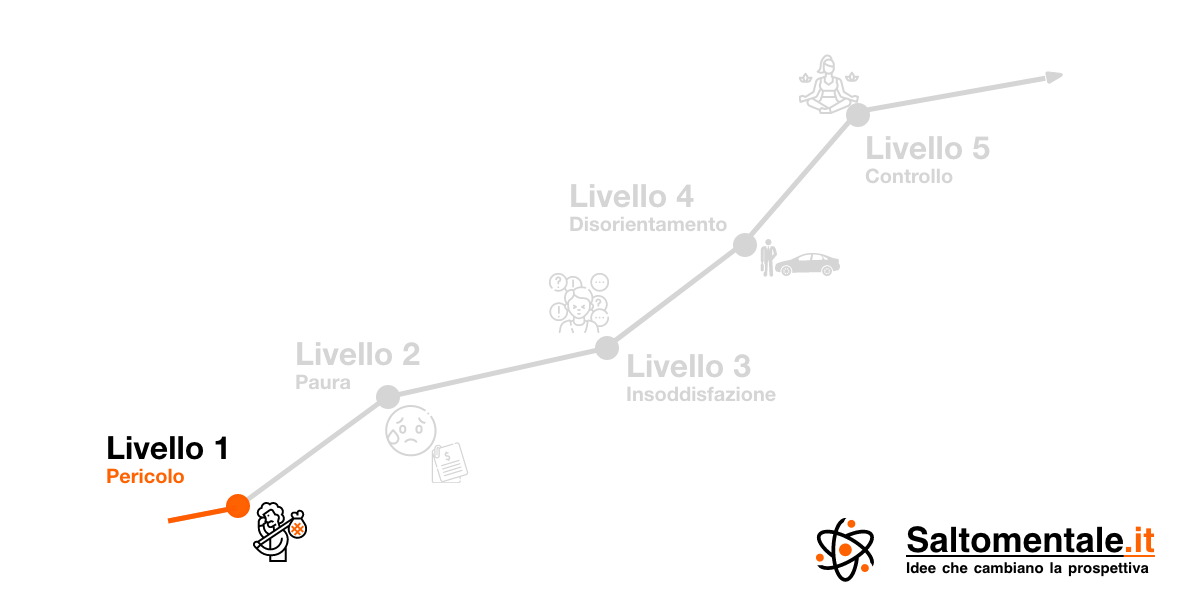 Livello 5
Controllo
Livello 4
Disorientamento
Livello 2
Paura
Livello 3
Insoddisfazione
Livello 1
Pericolo
Saltomentale.it
Idee che cambiano la prospettiva